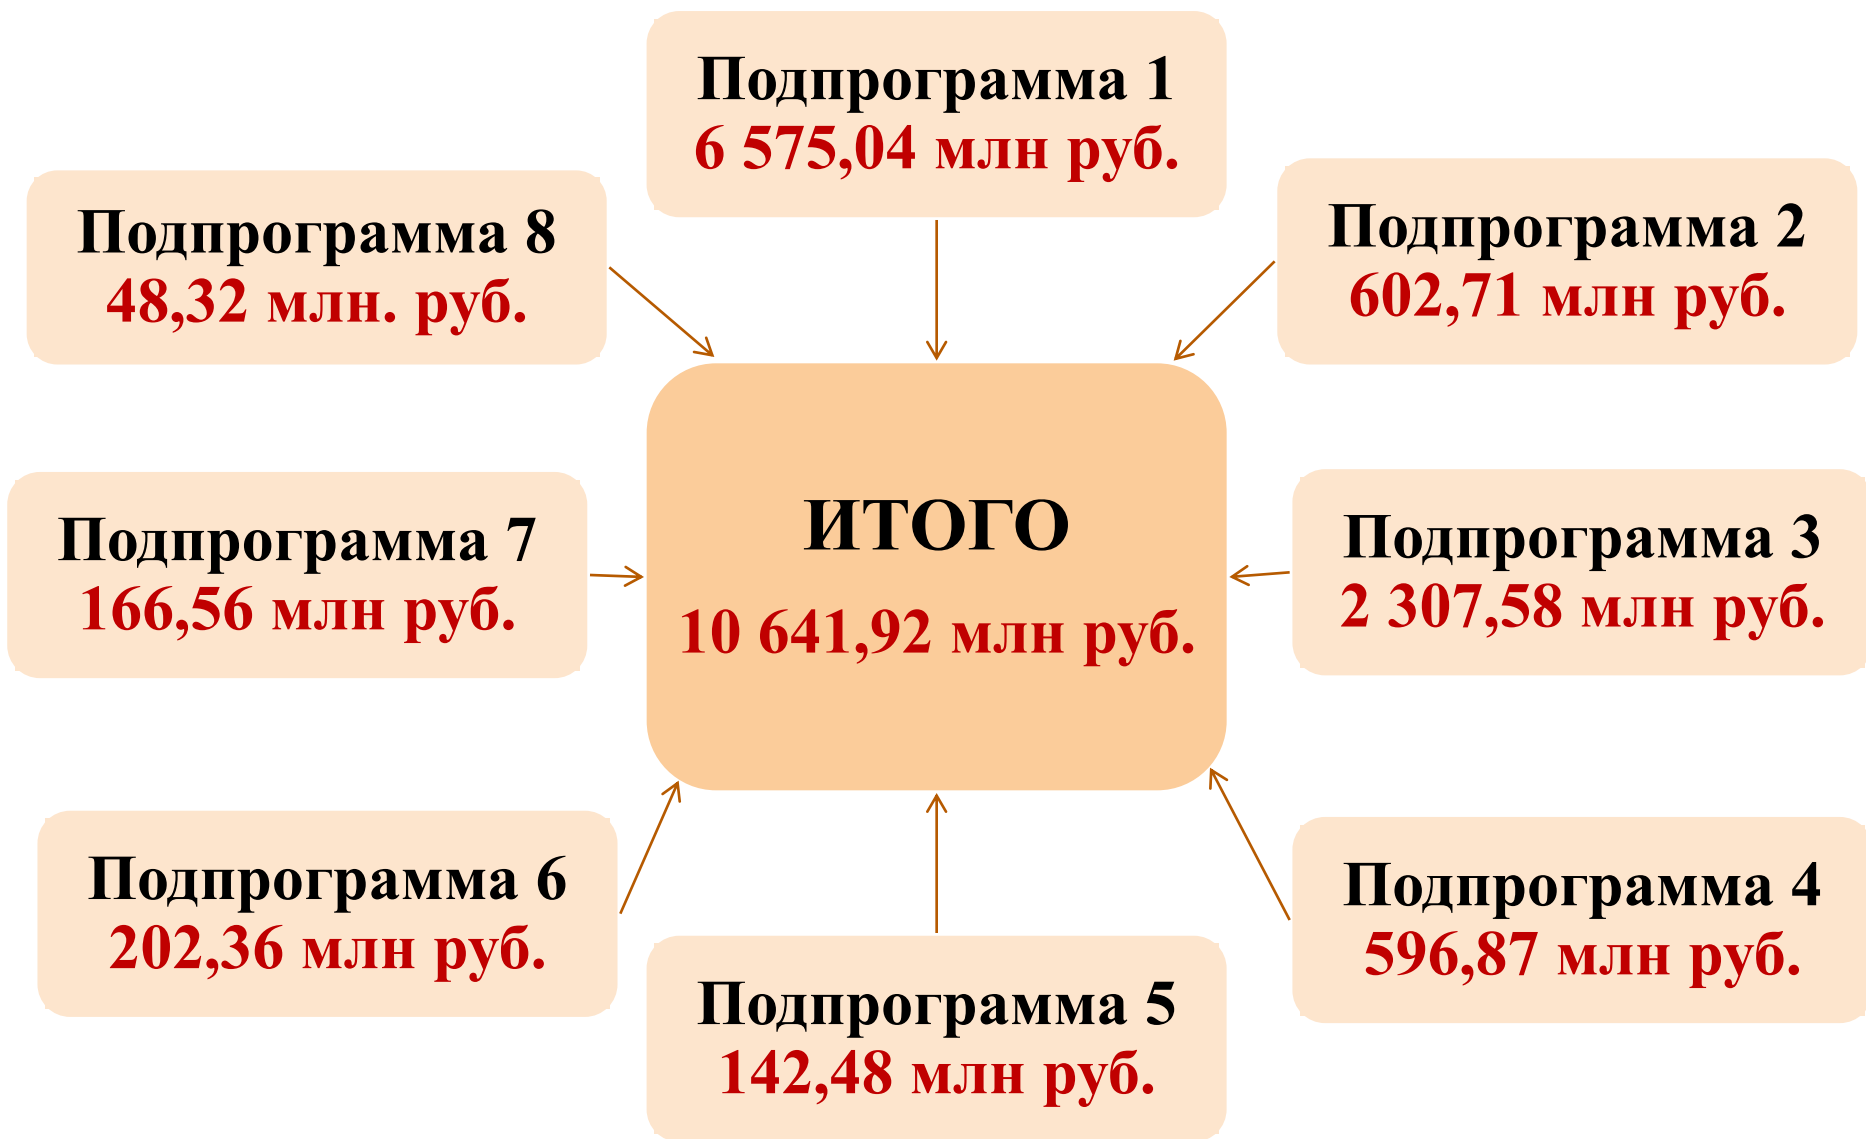 Подпрограмма 1
6 575,04 млн руб.
Подпрограмма 2
602,71 млн руб.
Подпрограмма 3
2 307,58 млн руб.
Подпрограмма 4
596,87 млн руб.
Подпрограмма 5
142,48 млн руб.
Подпрограмма 6
202,36 млн руб.
Подпрограмма 7
166,56 млн руб.
Подпрограмма 8
48,32 млн. руб.
ИТОГО
10 641,92 млн руб.